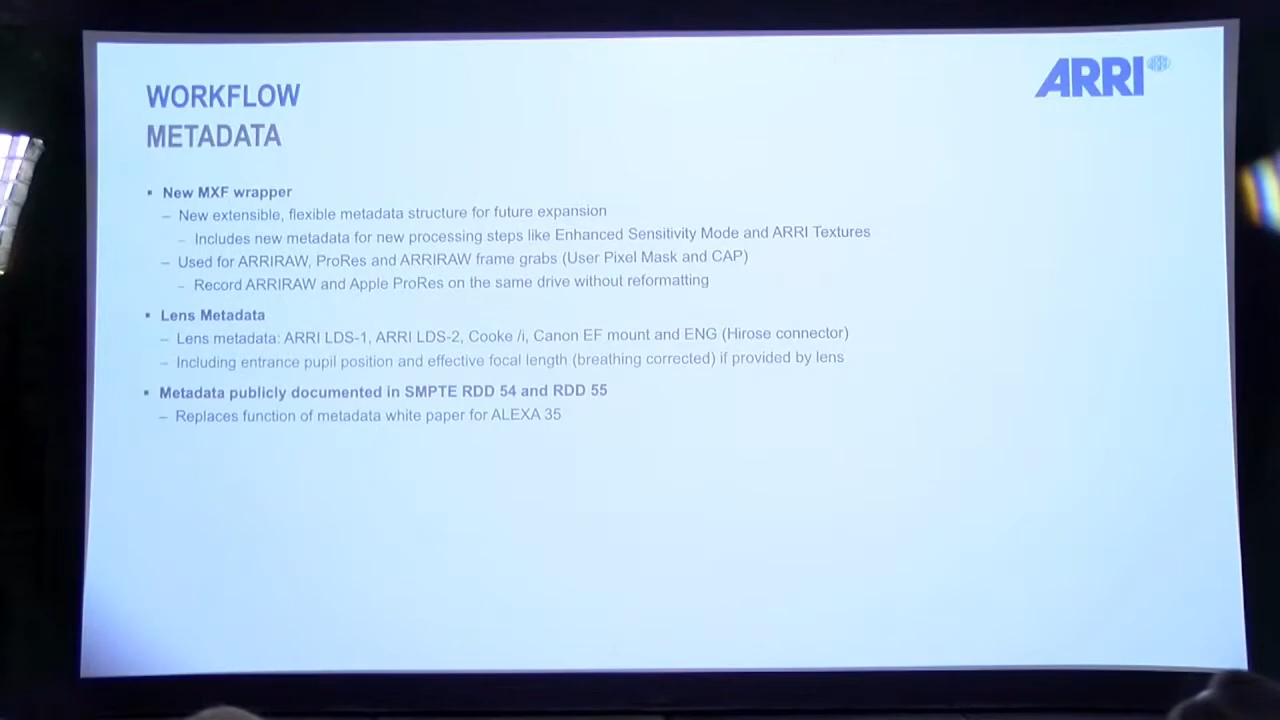 ARRI
WORKFLOW
METADATA
▪ New MXF wrapper
– New extensible, flexible metadata structure for future expansion
– Includes new metadata for new processing steps like Enhanced Sensitivity Mode and ARRI Textures
– Used for ARRIRAW, ProRes and ARRIRAW frame grabs (User Pixel Mask and CAP)
– Record ARRIRAW and Apple ProRes on the same drive without reformatting
▪ Lens Metadata
– Lens metadata: ARRI LDS-1, ARRI LDS-2, Cooke /i, Canon EF mount and ENG (Hirose connector)
– Including entrance pupil position and effective focal length (breathing corrected) if provided by lens
▪ Metadata publicly documented in SMPTE RDD 54 and RDD 55
– Replaces function of metadata white paper for ALEXA 35